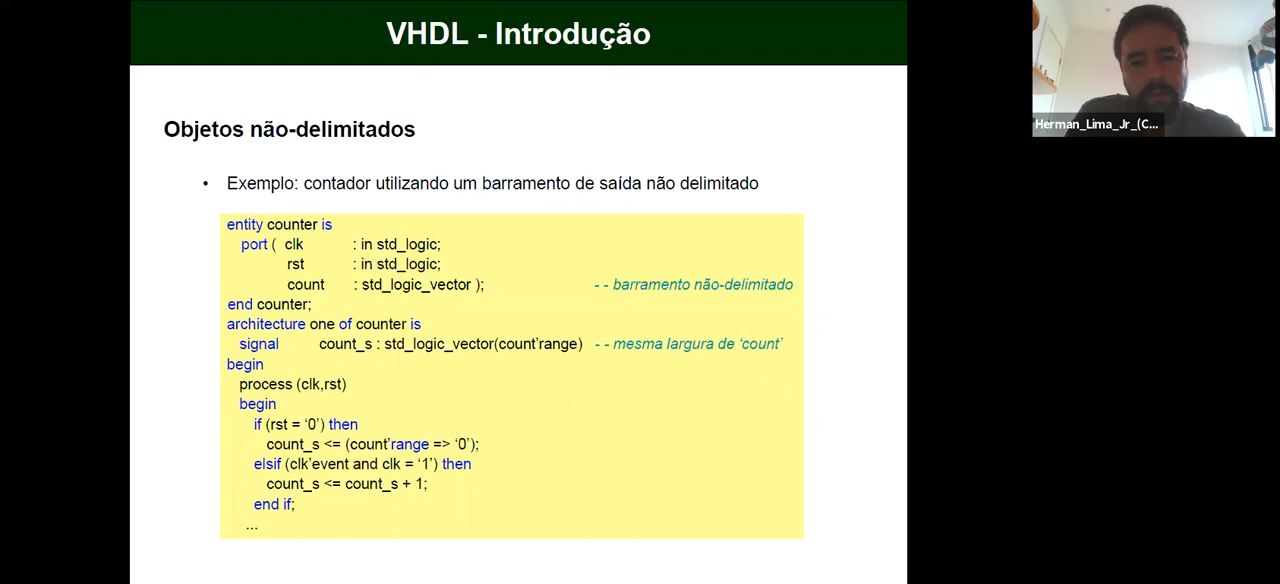 VHDL - Introdução
Herman_Lima_Jr_(C...
Objetos não-delimitados
• Exemplo: contador utilizando um barramento de saída não delimitado
entity counter is
port ( clk : in std_logic;
rst : in std_logic;
count : std_logic_vector ); - - barramento não-delimitado
end counter;
architecture one of counter is
signal count_s : std_logic_vector(count'range) - - mesma largura de 'count'
begin
process (clk,rst)
begin
if (rst = ‘0’) then
count_s <= (count’range => ‘0’);
elsif (clk’event and clk = ‘1’) then
count_s <= count_s + 1;
end if;
...